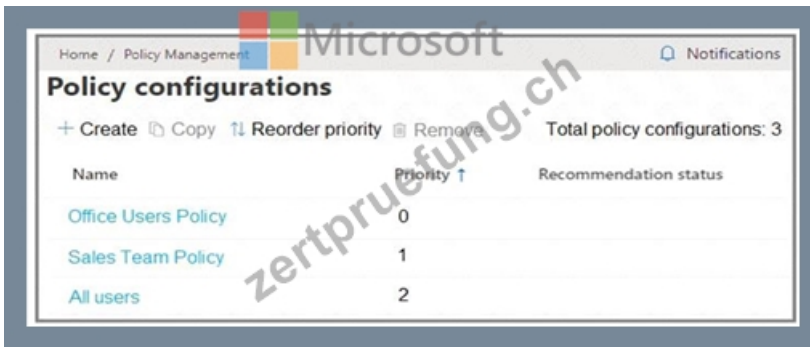 Microsoft
Home / Policy Management
Notifications
Policy configurations
+ Create Copy Reorder priority Remove Total policy configurations: 3
Name Priority ↑ Recommendation status
Office Users Policy 0
Sales Team Policy 1
All users 2
zertpruefung.ch